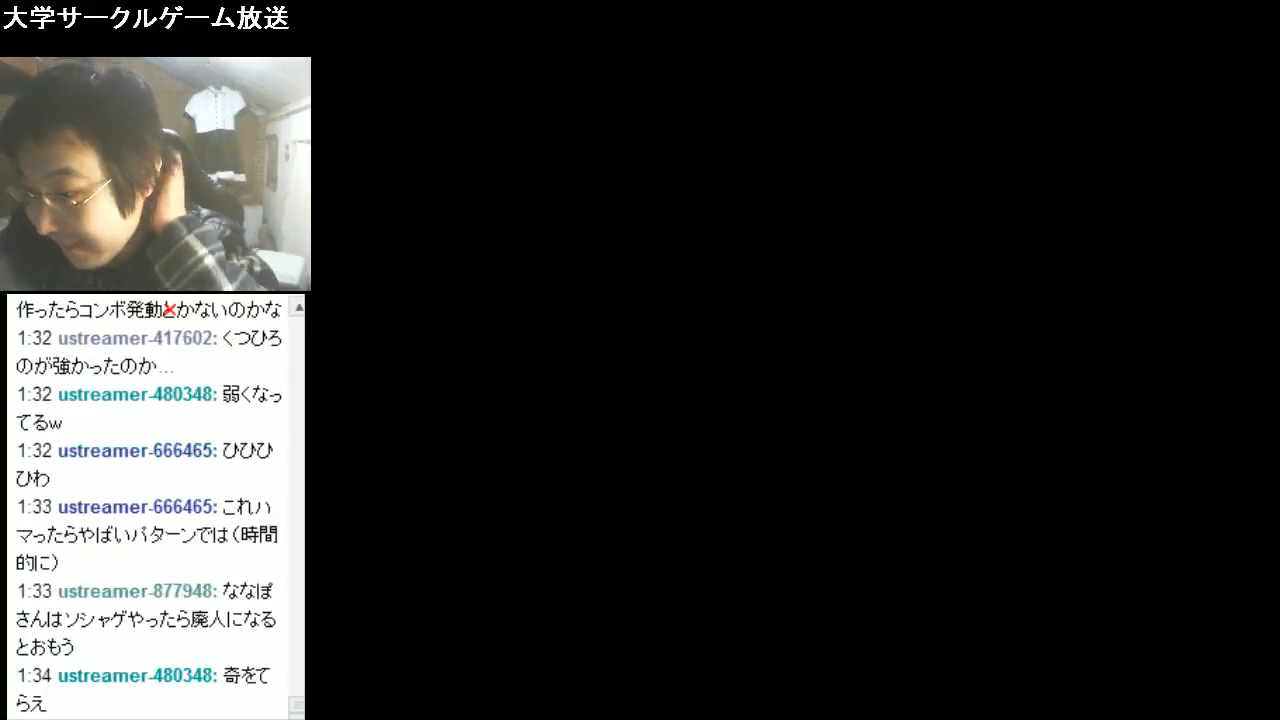 大学サークルゲーム放送
作ったらコンボ発動とかないのかな
1:32 ustreamer-417602: くつひろ
のが強かったのか...
1:32 ustreamer-480348: 弱くなっ
てるw
1:32 ustreamer-666465: ひひひ
ひわ
1:33 ustreamer-666465: これハ
マったらやばいパターンでは(時間
的に)
1:33 ustreamer-877948: ななぽ
さんはソシャゲやったら廃人になる
とおもう
1:34 ustreamer-480348: 奇をて
らえ